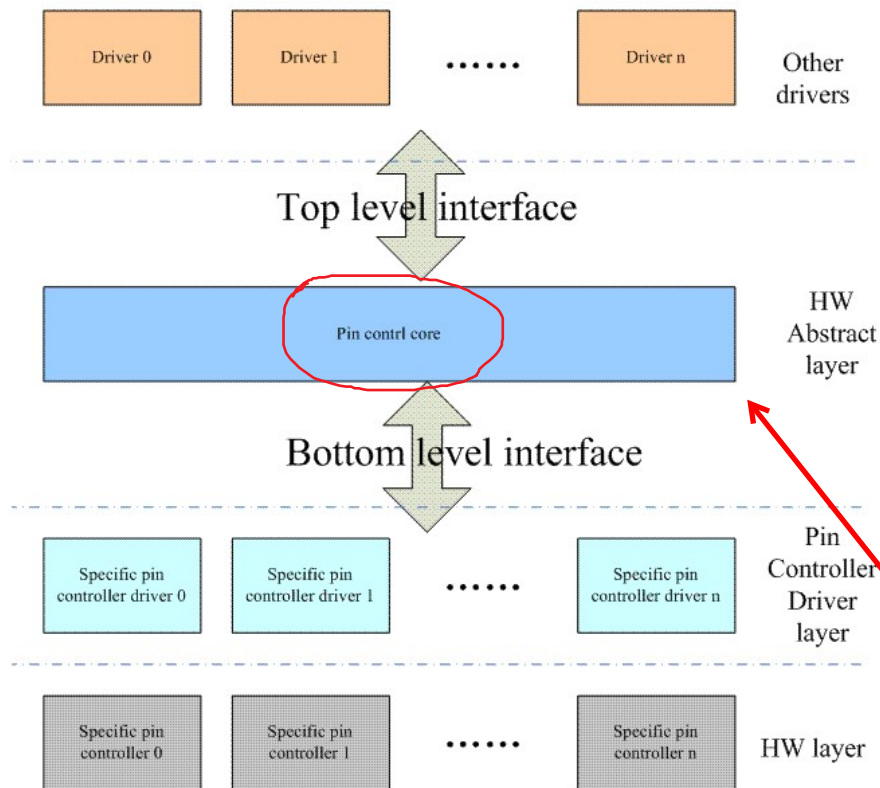 Driver 0
Driver 1
......
Driver n
Other
drivers
Top level interface
Pin contrl core
HW
Abstract
layer
Bottom level interface
Specific pin
controller driver 0
Specific pin
controller driver 1
......
Specific pin
controller driver n
Pin
Controller
Driver
layer
Specific pin
controller 0
Specific pin
controller 1
......
Specific pin
controller n
HW layer